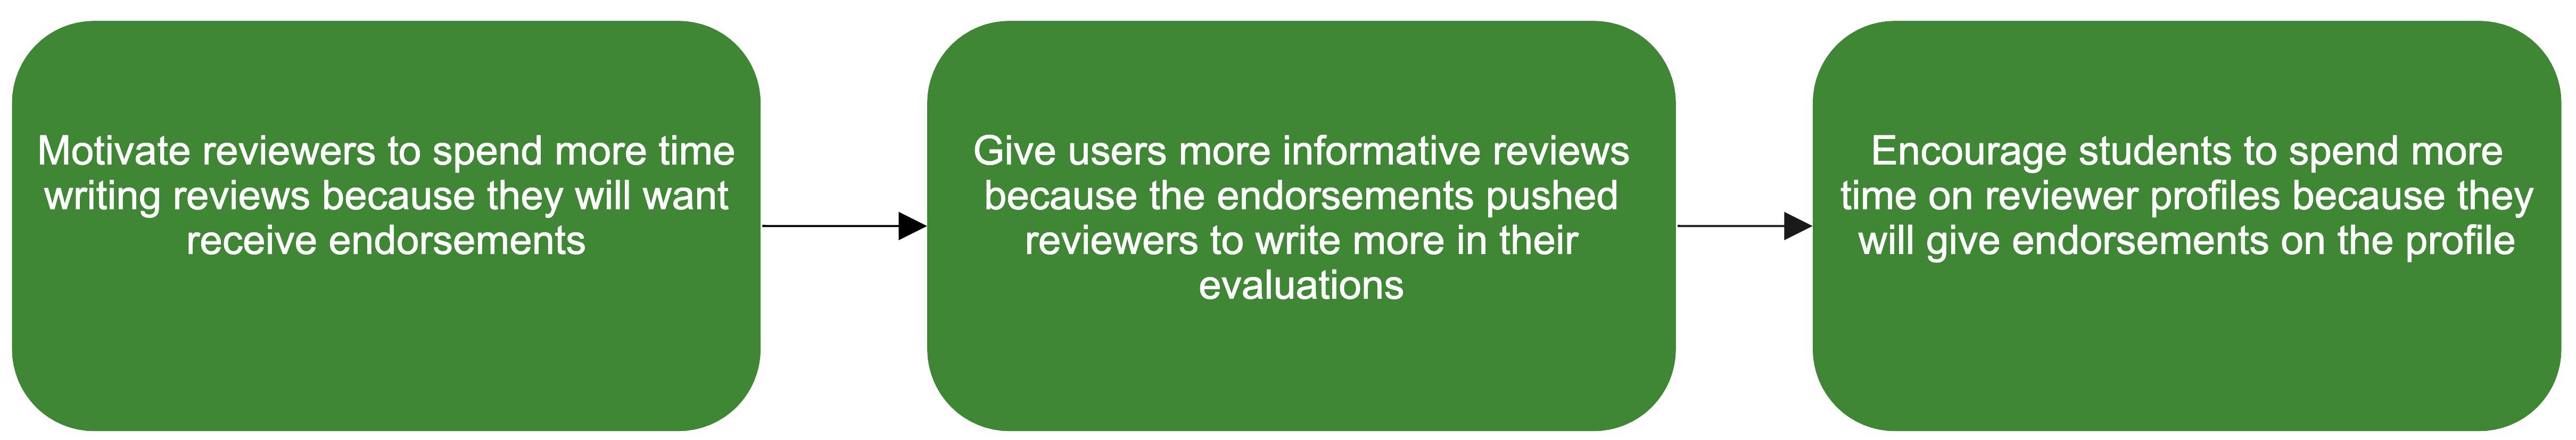 Motivate reviewers to spend more time
writing reviews because they will want
receive endorsements
Give users more informative reviews
because the endorsements pushed
reviewers to write more in their
evaluations
Encourage students to spend more
time on reviewer profiles because they
will give endorsements on the profile